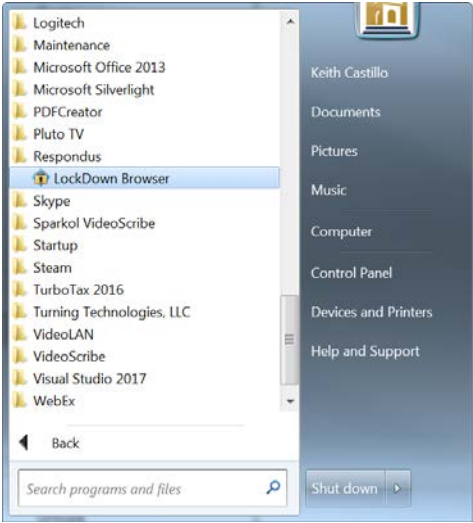 Logitech
Maintenance
Microsoft Office 2013
Microsoft Silverlight
PDFCreator
Pluto TV
Respondus
LockDown Browser
Skype
Sparkol VideoScribe
Startup
Steam
TurboTax 2016
Turning Technologies, LLC
VideoLAN
VideoScribe
Visual Studio 2017
WebEx
Back
Search programs and files
Keith Castillo
Documents
Pictures
Music
Computer
Control Panel
Devices and Printers
Help and Support
Shut down